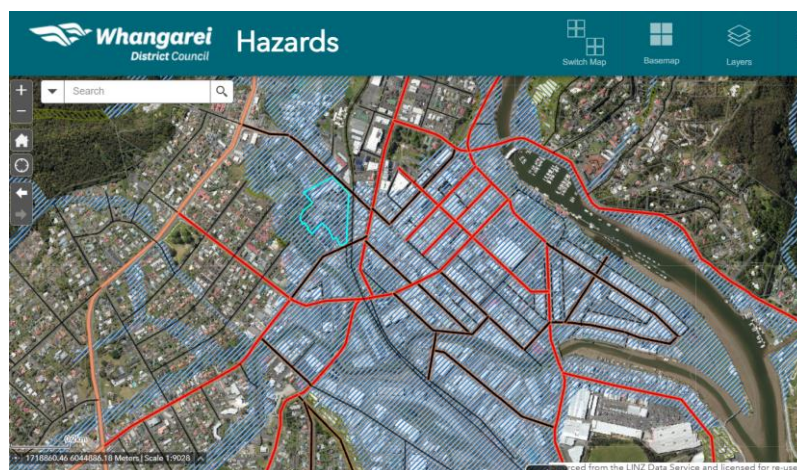 Whangarei
District Council
Hazards
Switch Map
Basemap
Layers
+
Search
−
1718860.46 6044886.10 Meters | Scale 1:9028
rced from the LINZ Data Service and licensed for re-use